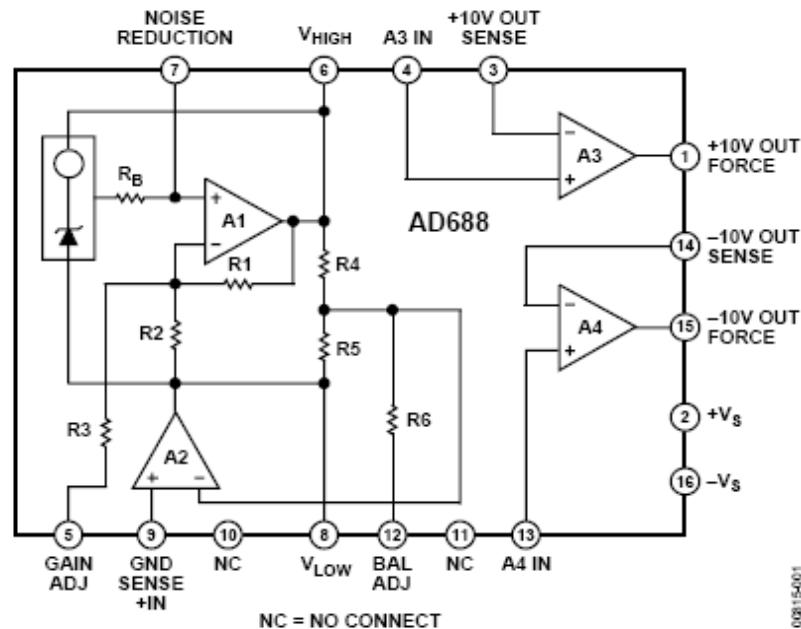 NOISE
REDUCTION
VHIGH
A3 IN
+10V OUT
SENSE
7
6
4
3
RB
A1
+
−
R1
R4
A3
−
+
1
+10V OUT
FORCE
AD688
14
−10V OUT
SENSE
R2
R5
A4
−
+
15
−10V OUT
FORCE
R3
R6
A2
+
−
2
+VS
16
−VS
5
9
10
8
12
11
13
GAIN
ADJ
GND
SENSE
+IN
NC
VLOW
BAL
ADJ
NC
A4 IN
NC = NO CONNECT
00815-001